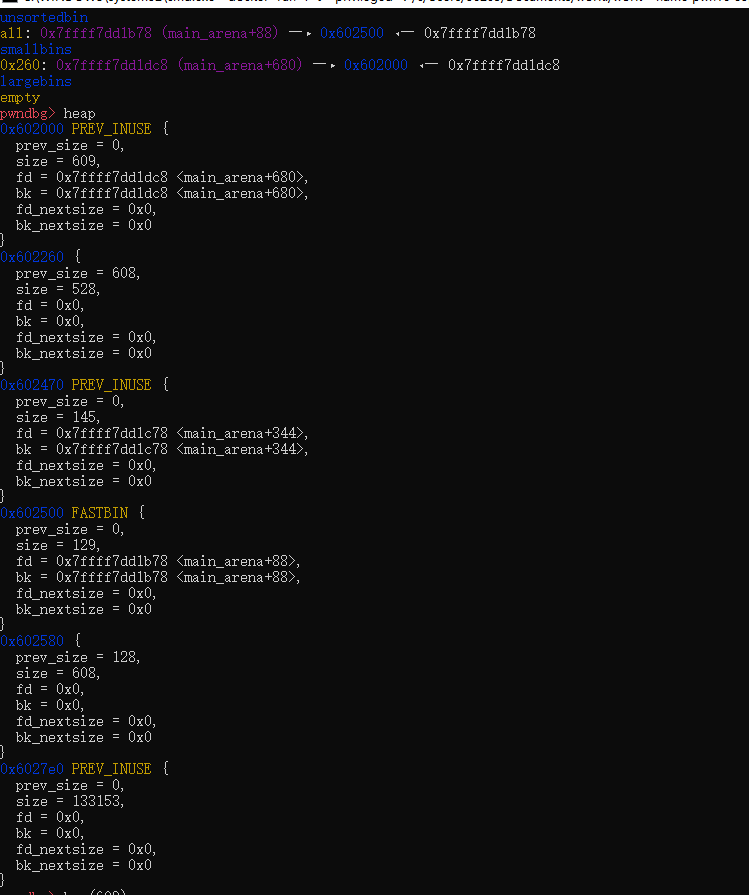 unsortedbin
all: 0x7ffff7dd1b78 (main_arena+88) —▸ 0x602500 ◂— 0x7ffff7dd1b78
smallbins
0x260: 0x7ffff7dd1dc8 (main_arena+680) —▸ 0x602000 ◂— 0x7ffff7dd1dc8
largebins
empty
pwndbg> heap
0x602000 PREV_INUSE {
  prev_size = 0,
  size = 609,
  fd = 0x7ffff7dd1dc8 <main_arena+680>,
  bk = 0x7ffff7dd1dc8 <main_arena+680>,
  fd_nextsize = 0x0,
  bk_nextsize = 0x0
}
0x602260 {
  prev_size = 608,
  size = 528,
  fd = 0x0,
  bk = 0x0,
  fd_nextsize = 0x0,
  bk_nextsize = 0x0
}
0x602470 PREV_INUSE {
  prev_size = 0,
  size = 145,
  fd = 0x7ffff7dd1c78 <main_arena+344>,
  bk = 0x7ffff7dd1c78 <main_arena+344>,
  fd_nextsize = 0x0,
  bk_nextsize = 0x0
}
0x602500 FASTBIN {
  prev_size = 0,
  size = 129,
  fd = 0x7ffff7dd1b78 <main_arena+88>,
  bk = 0x7ffff7dd1b78 <main_arena+88>,
  fd_nextsize = 0x0,
  bk_nextsize = 0x0
}
0x602580 {
  prev_size = 128,
  size = 608,
  fd = 0x0,
  bk = 0x0,
  fd_nextsize = 0x0,
  bk_nextsize = 0x0
}
0x6027e0 PREV_INUSE {
  prev_size = 0,
  size = 133153,
  fd = 0x0,
  bk = 0x0,
  fd_nextsize = 0x0,
  bk_nextsize = 0x0
}